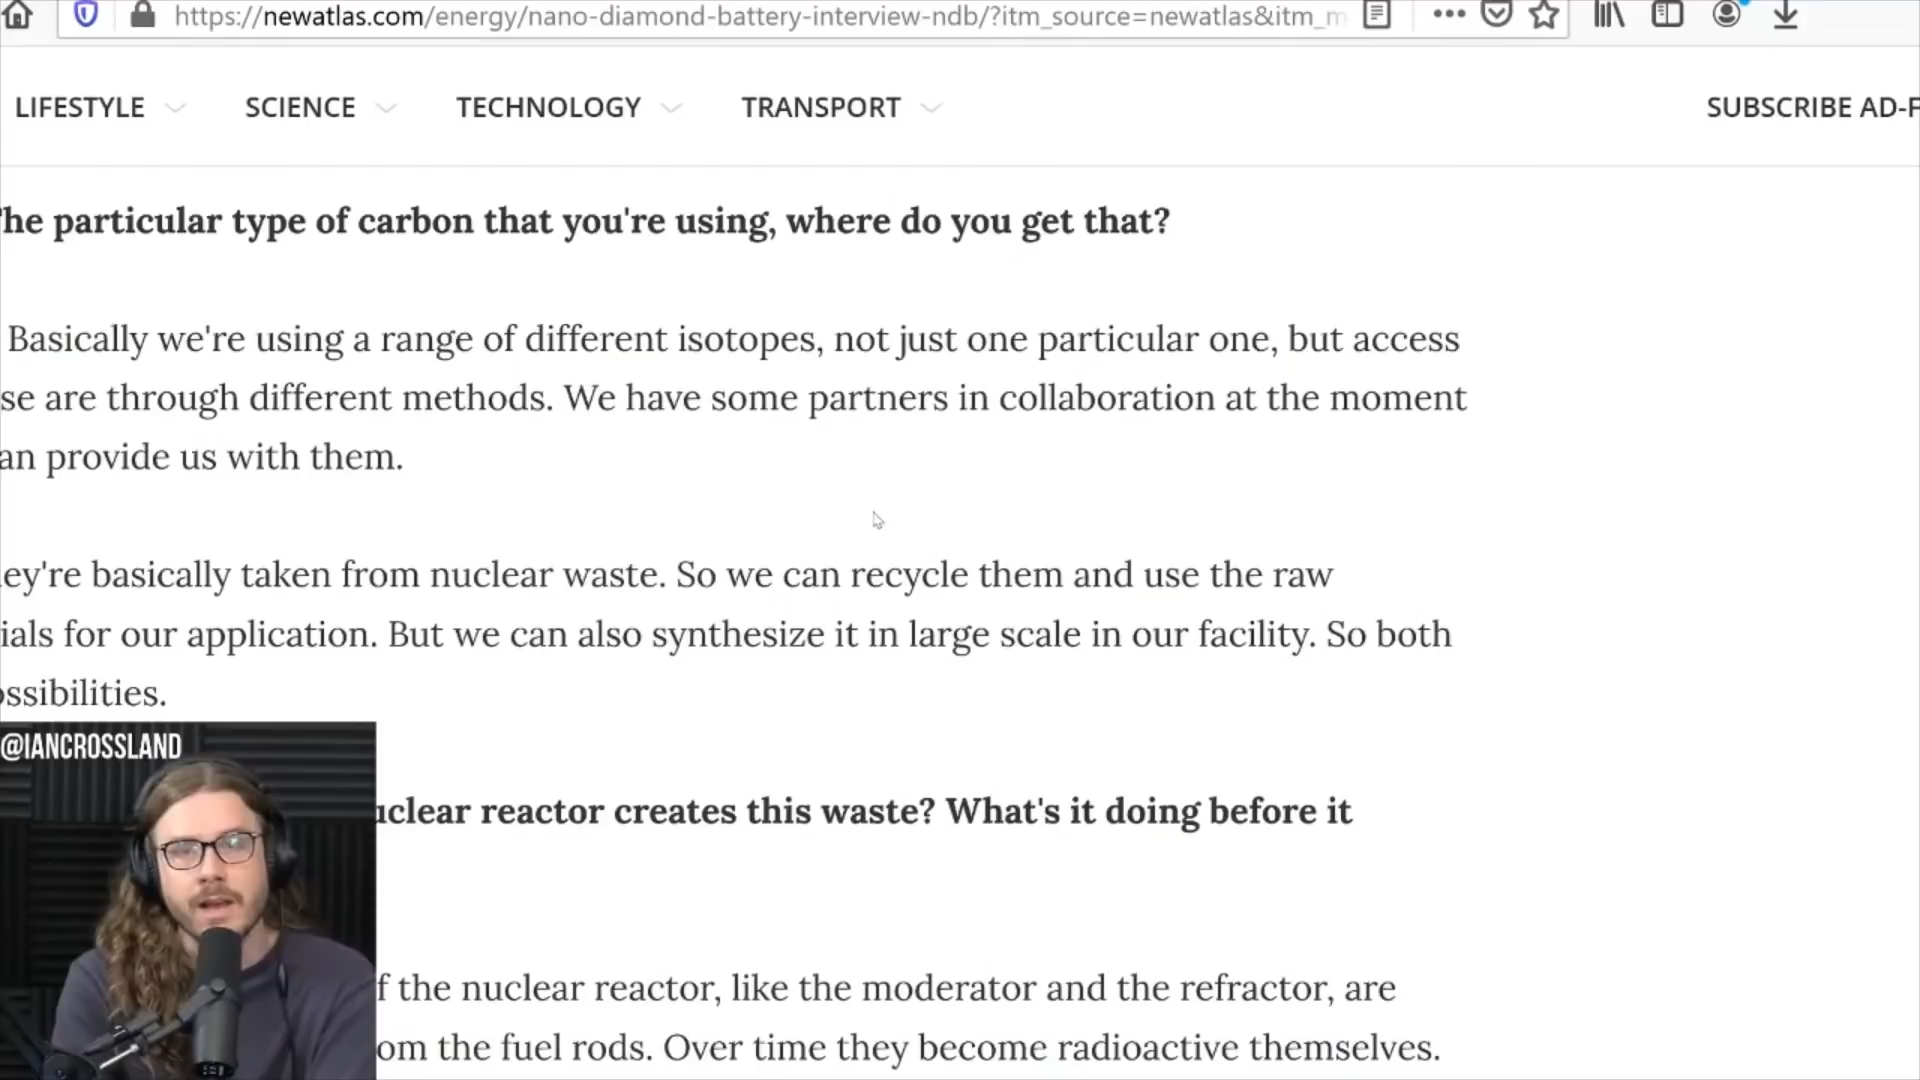 https://newatlas.com/energy/nano-diamond-battery-interview-ndb/?itm_source=newatlas&itm_m
LIFESTYLE SCIENCE TECHNOLOGY TRANSPORT SUBSCRIBE AD-F
he particular type of carbon that you're using, where do you get that?
Basically we're using a range of different isotopes, not just one particular one, but access
se are through different methods. We have some partners in collaboration at the moment
an provide us with them.
ey're basically taken from nuclear waste. So we can recycle them and use the raw
ials for our application. But we can also synthesize it in large scale in our facility. So both
ossibilities.
@IANCROSSLAND
uclear reactor creates this waste? What's it doing before it
f the nuclear reactor, like the moderator and the refractor, are
om the fuel rods. Over time they become radioactive themselves.